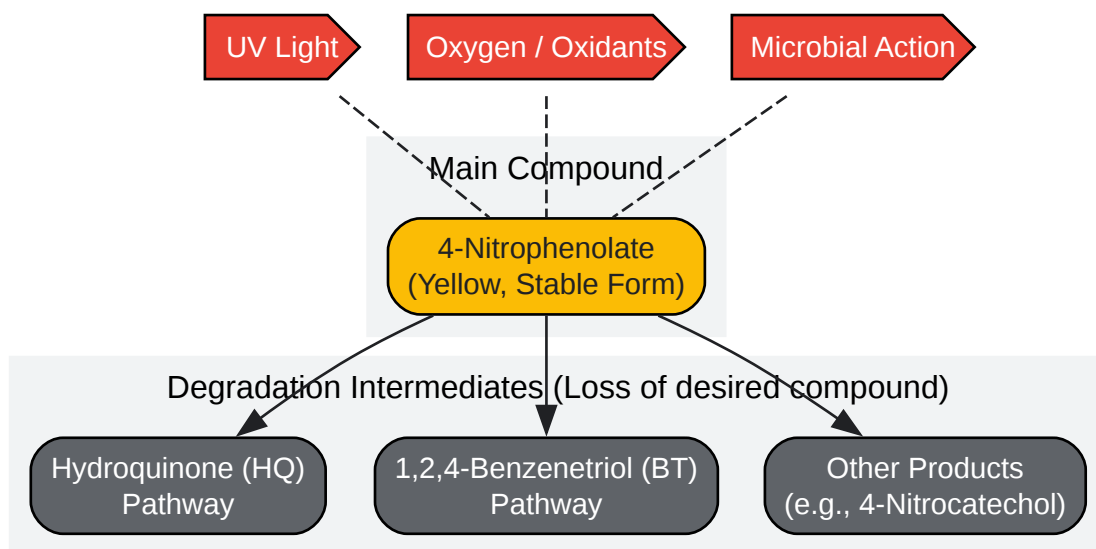 UV Light
Oxygen / Oxidants
Microbial Action
Main Compound
4-Nitrophenolate
(Yellow, Stable Form)
Degradation Intermediates (Loss of desired compound)
Hydroquinone (HQ)
Pathway
1,2,4-Benzenetriol (BT)
Pathway
Other Products
(e.g., 4-Nitrocatechol)